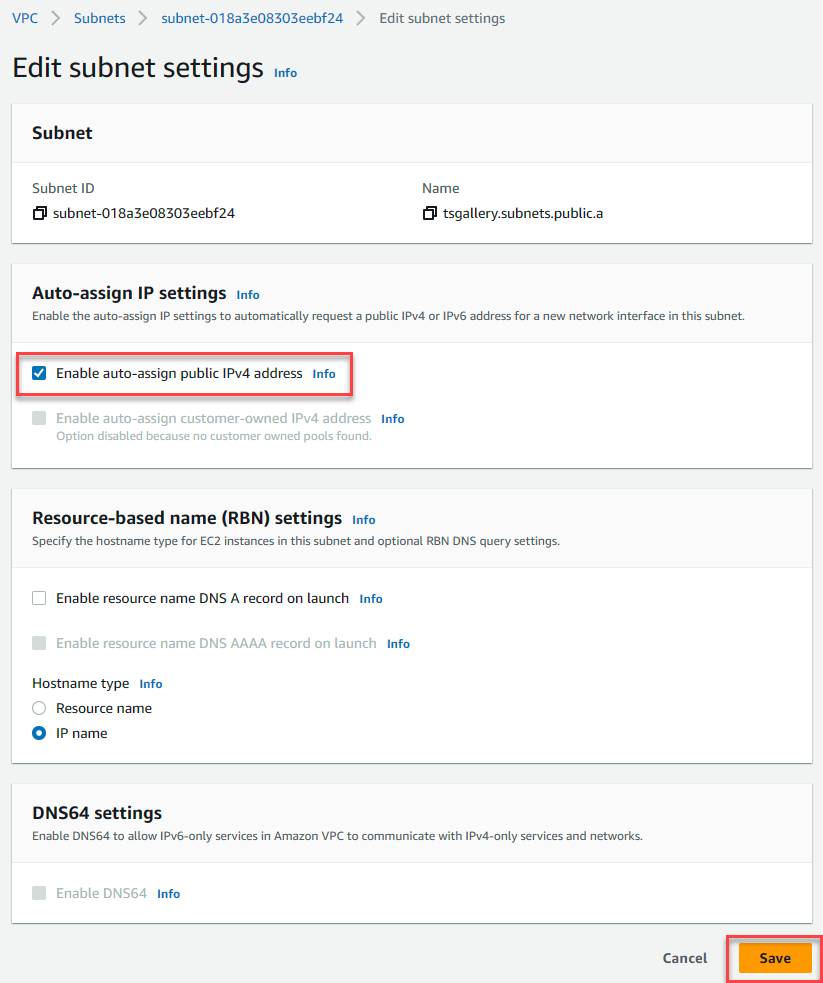 VPC > Subnets > subnet-018a3e08303eebf24 > Edit subnet settings
Edit subnet settings Info
Subnet
Subnet ID Name
subnet-018a3e08303eebf24 tsgallery.subnets.public.a
Auto-assign IP settings Info
Enable the auto-assign IP settings to automatically request a public IPv4 or IPv6 address for a new network interface in this subnet.
Enable auto-assign public IPv4 address Info
Enable auto-assign customer-owned IPv4 address Info
Option disabled because no customer owned pools found.
Resource-based name (RBN) settings Info
Specify the hostname type for EC2 instances in this subnet and optional RBN DNS query settings.
Enable resource name DNS A record on launch Info
Enable resource name DNS AAAA record on launch Info
Hostname type Info
Resource name
IP name
DNS64 settings
Enable DNS64 to allow IPv6-only services in Amazon VPC to communicate with IPv4-only services and networks.
Enable DNS64 Info
Cancel Save